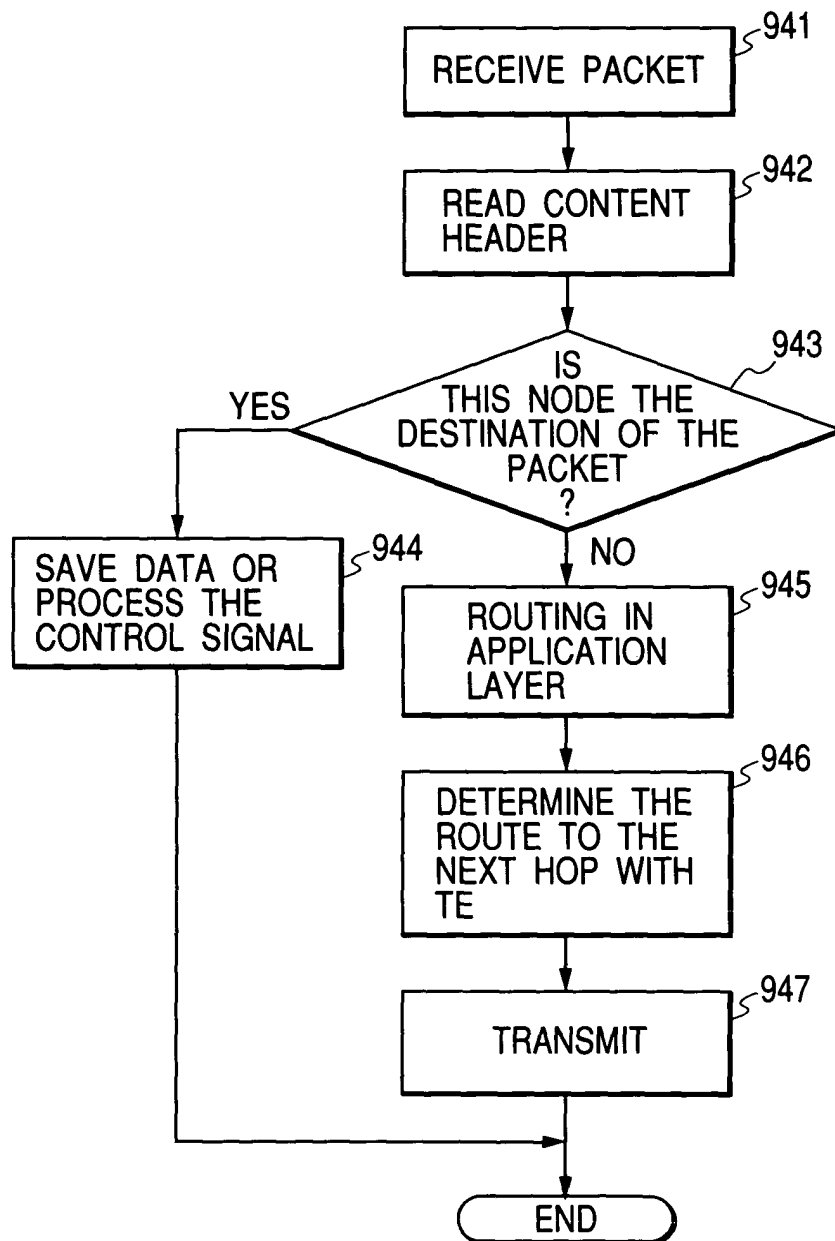 941
RECEIVE PACKET
942
READ CONTENT
HEADER
943
IS
THIS NODE THE
DESTINATION OF THE
PACKET
?
YES
NO
944
SAVE DATA OR
PROCESS THE
CONTROL SIGNAL
945
ROUTING IN
APPLICATION
LAYER
946
DETERMINE THE
ROUTE TO THE
NEXT HOP WITH
TE
947
TRANSMIT
END